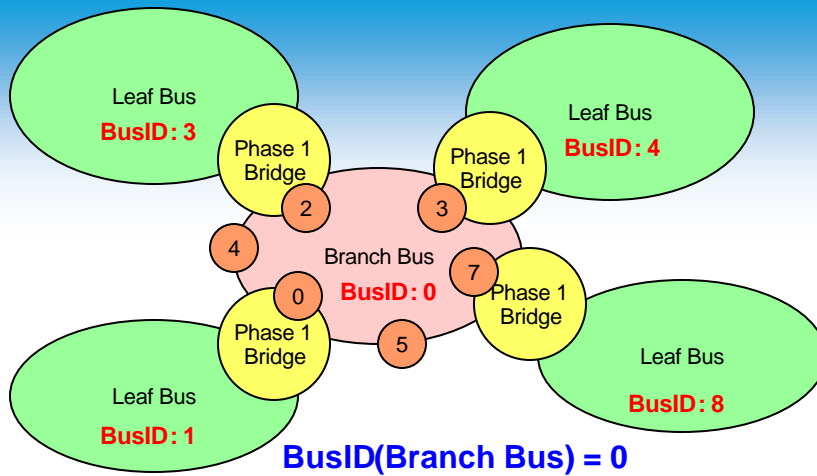 Leaf Bus
BusID: 3
Phase 1
Bridge
2
Leaf Bus
BusID: 4
Phase 1
Bridge
3
4
Branch Bus
BusID: 0
0
Phase 1
Bridge
7
Phase 1
Bridge
5
Leaf Bus
BusID: 1
Leaf Bus
BusID: 8
BusID(Branch Bus) = 0